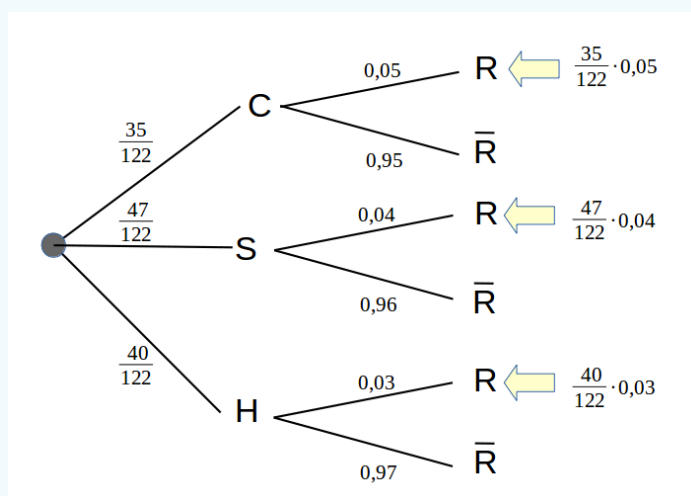 0,05
R
35/122 · 0,05
C
35/122
0,95
R̅
47/122
0,04
R
47/122 · 0,04
S
0,96
R̅
40/122
0,03
R
40/122 · 0,03
H
0,97
R̅